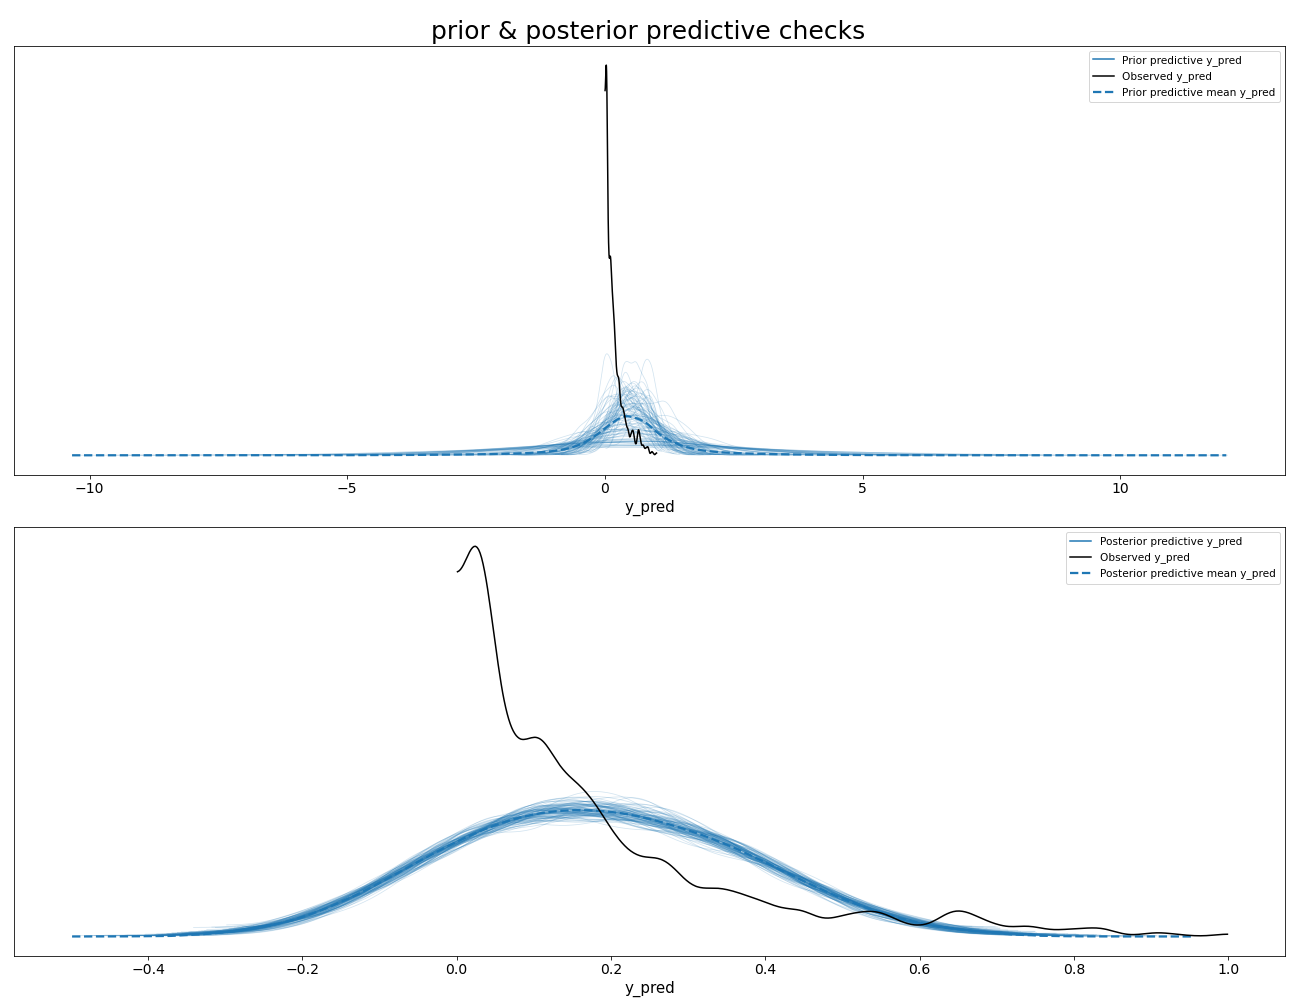 prior & posterior predictive checks
Prior predictive y_pred
Observed y_pred
Prior predictive mean y_pred
−10
−5
0
5
10
y_pred
Posterior predictive y_pred
Observed y_pred
Posterior predictive mean y_pred
−0.4
−0.2
0.0
0.2
0.4
0.6
0.8
1.0
y_pred